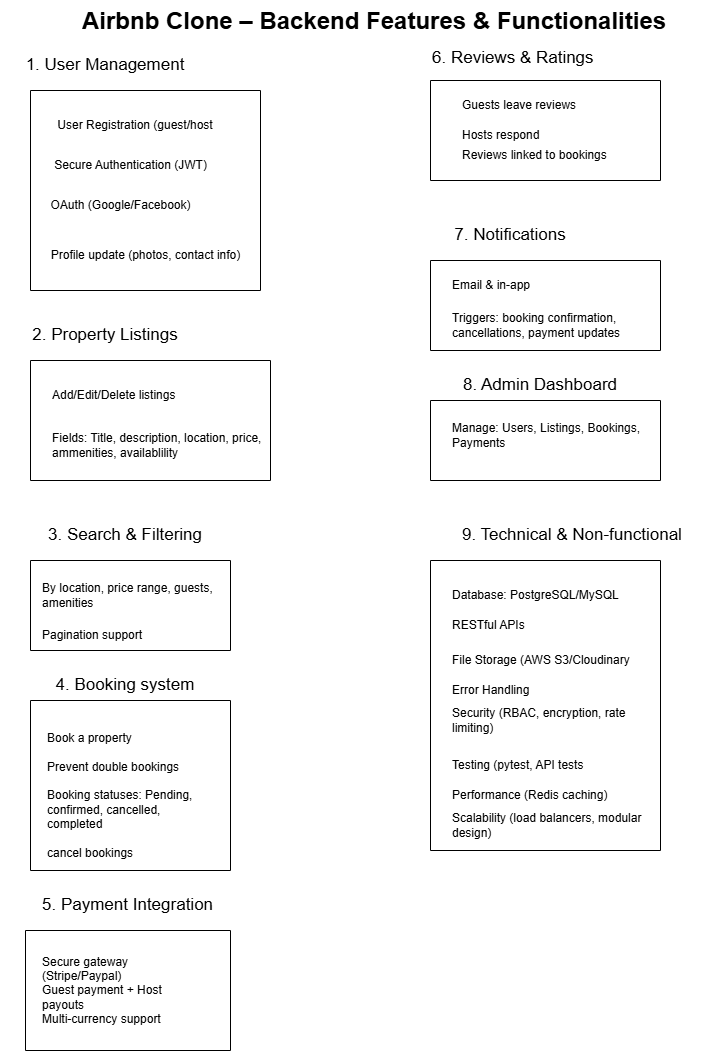 Airbnb Clone – Backend Features & Functionalities
1. User Management
User Registration (guest/host
Secure Authentication (JWT)
OAuth (Google/Facebook)
Profile update (photos, contact info)
2. Property Listings
Add/Edit/Delete listings
Fields: Title, description, location, price,
ammenities, availablility
3. Search & Filtering
By location, price range, guests,
amenities
Pagination support
4. Booking system
Book a property
Prevent double bookings
Booking statuses: Pending,
confirmed, cancelled,
completed
cancel bookings
5. Payment Integration
Secure gateway
(Stripe/Paypal)
Guest payment + Host
payouts
Multi-currency support
6. Reviews & Ratings
Guests leave reviews
Hosts respond
Reviews linked to bookings
7. Notifications
Email & in-app
Triggers: booking confirmation,
cancellations, payment updates
8. Admin Dashboard
Manage: Users, Listings, Bookings,
Payments
9. Technical & Non-functional
Database: PostgreSQL/MySQL
RESTful APIs
File Storage (AWS S3/Cloudinary
Error Handling
Security (RBAC, encryption, rate
limiting)
Testing (pytest, API tests
Performance (Redis caching)
Scalability (load balancers, modular
design)